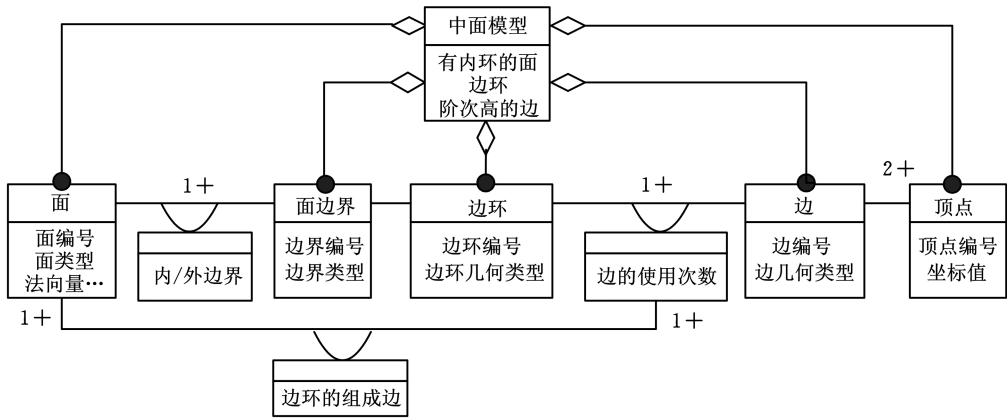 中面模型
有内环的面
边环
阶次高的边
1+
1+
2+
面
面边界
边环
边
顶点
面编号
面类型
法向量…
内/外边界
边界编号
边界类型
边环编号
边环几何类型
边的使用次数
边编号
边几何类型
顶点编号
坐标值
1+
1+
边环的组成边